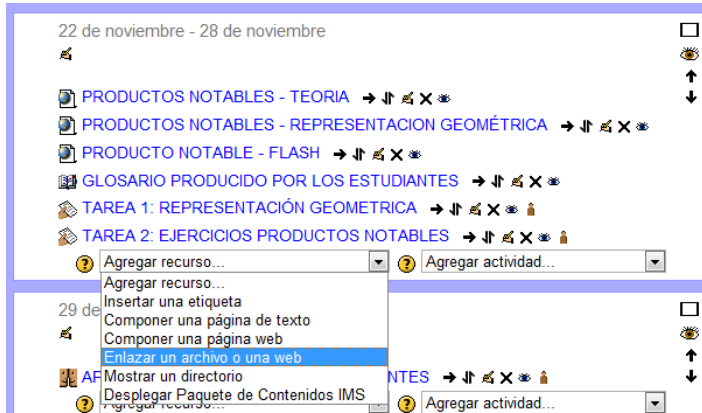 22 de noviembre - 28 de noviembre
PRODUCTOS NOTABLES - TEORIA
PRODUCTOS NOTABLES - REPRESENTACION GEOMÉTRICA
PRODUCTO NOTABLE - FLASH
GLOSARIO PRODUCIDO POR LOS ESTUDIANTES
TAREA 1: REPRESENTACIÓN GEOMETRICA
TAREA 2: EJERCICIOS PRODUCTOS NOTABLES
? Agregar recurso... ? Agregar actividad...
Agregar recurso...
Insertar una etiqueta
29 de
Componer una página de texto
Componer una página web
Enlazar un archivo o una web
Mostrar un directorio
NTES
Desplegar Paquete de Contenidos IMS
? Agregar recurso... ? Agregar actividad...